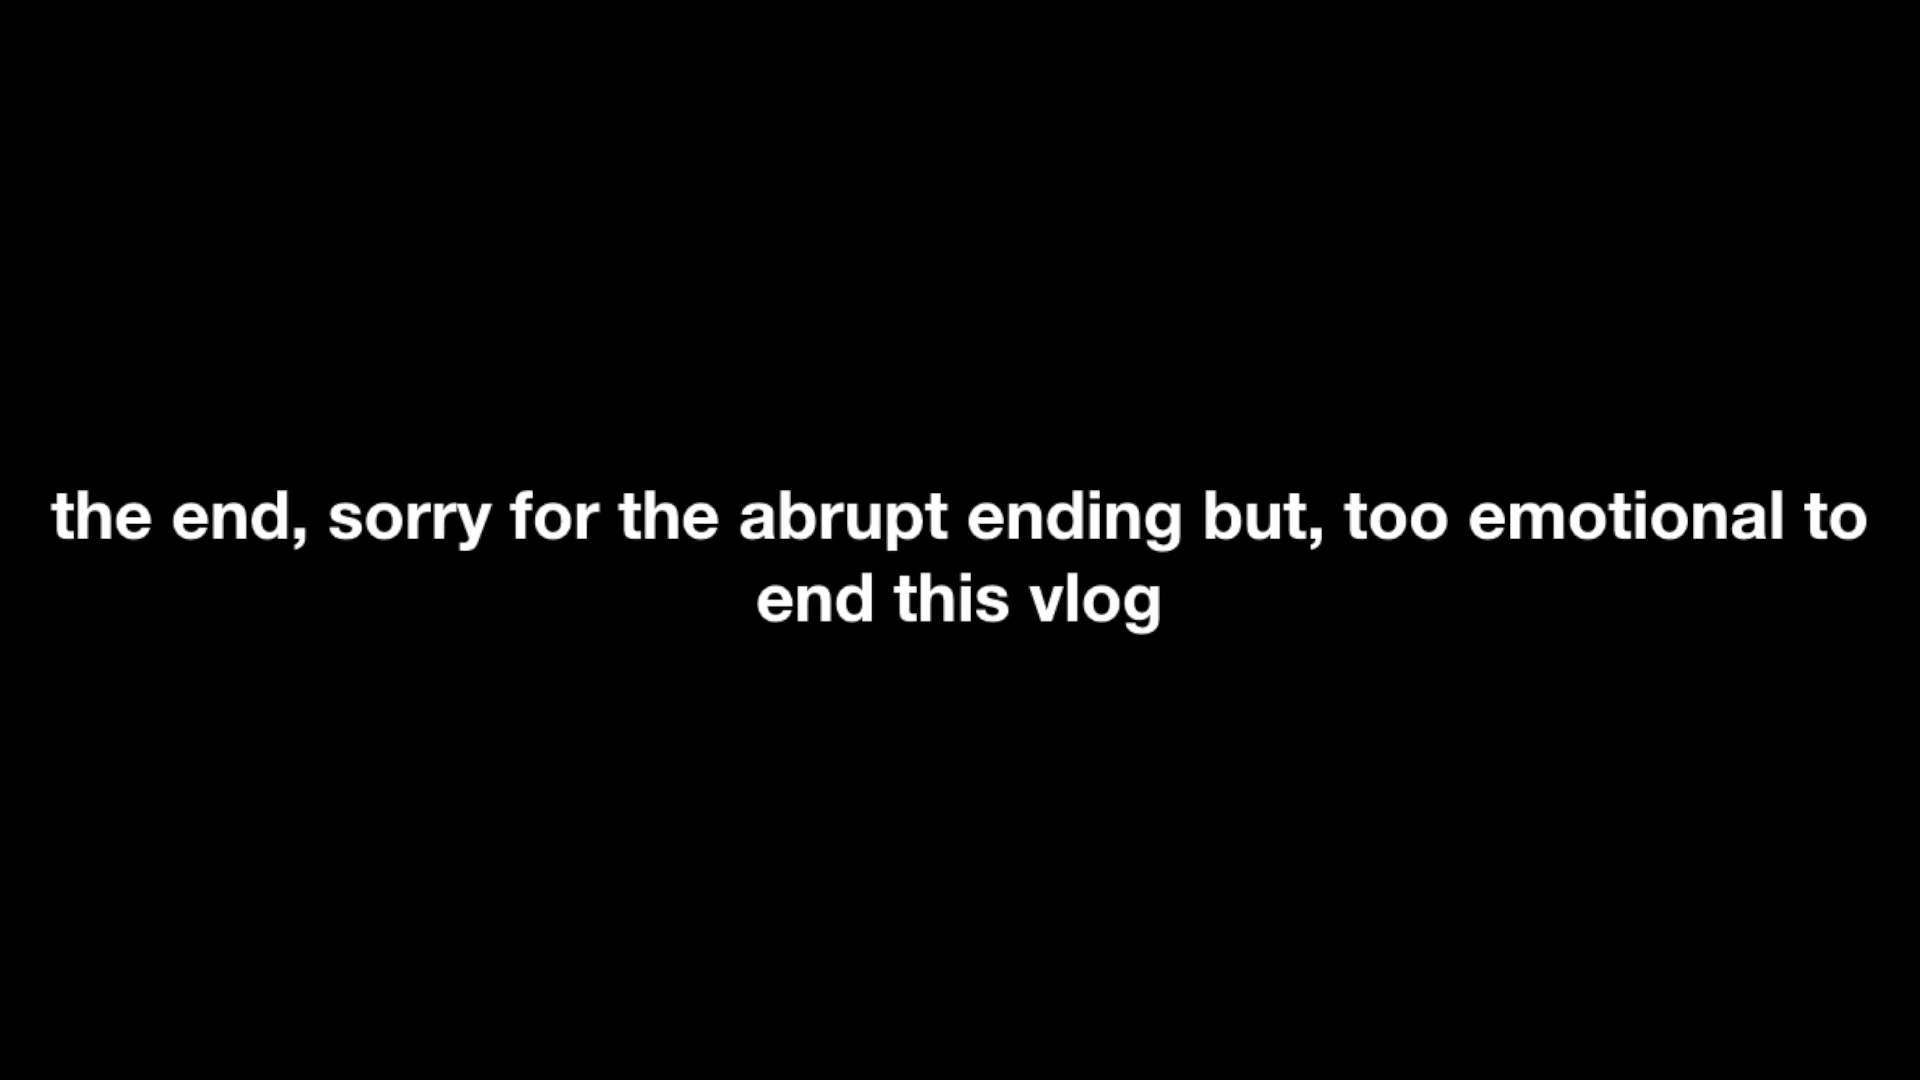 the end, sorry for the abrupt ending but, too emotional to
end this vlog